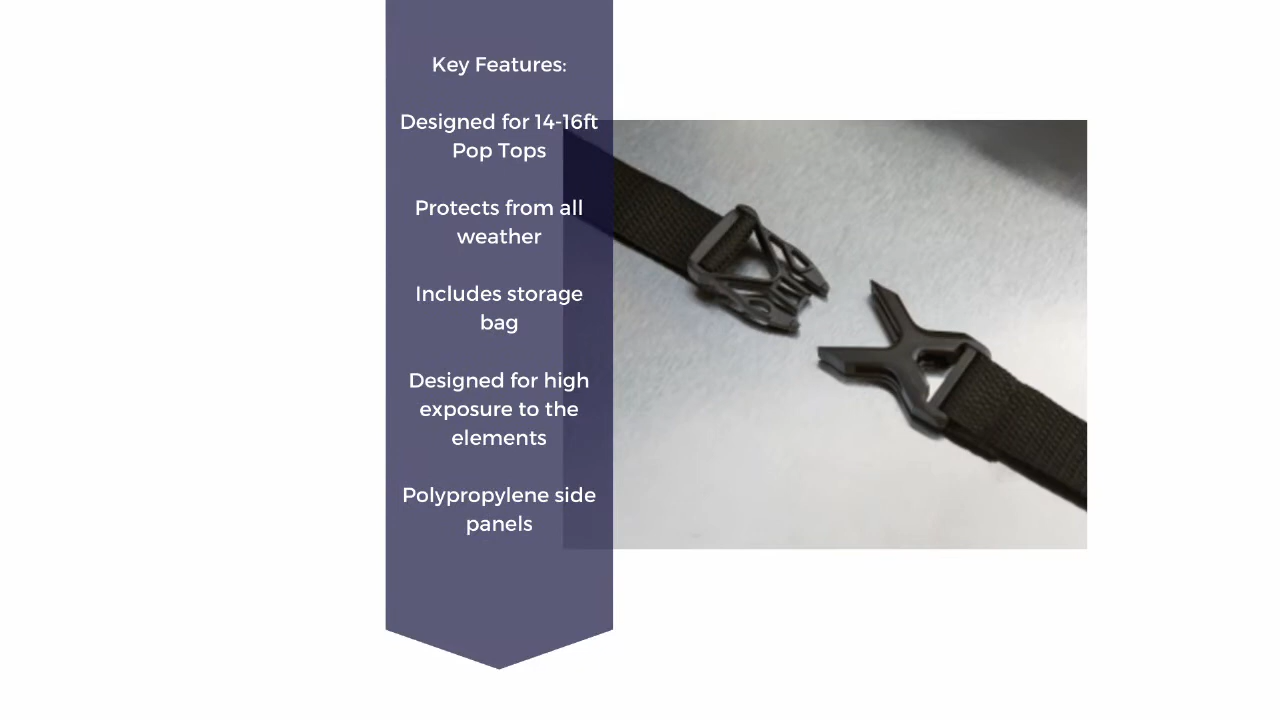 Key Features:
Designed for 14-16ft
Pop Tops
Protects from all
weather
Includes storage
bag
Designed for high
exposure to the
elements
Polypropylene side
panels